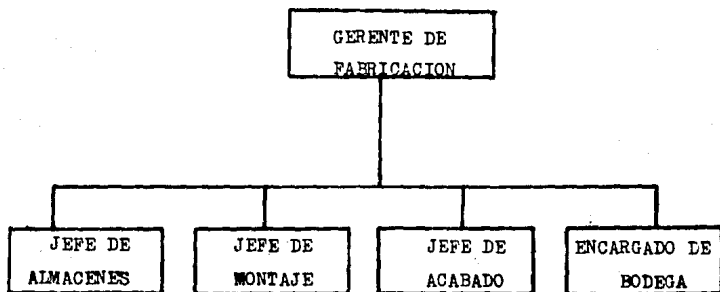 GERENTE DE
FABRICACION
JEFE DE
ALMACENES
JEFE DE
MONTAJE
JEFE DE
ACABADO
ENCARGADO DE
BODEGA